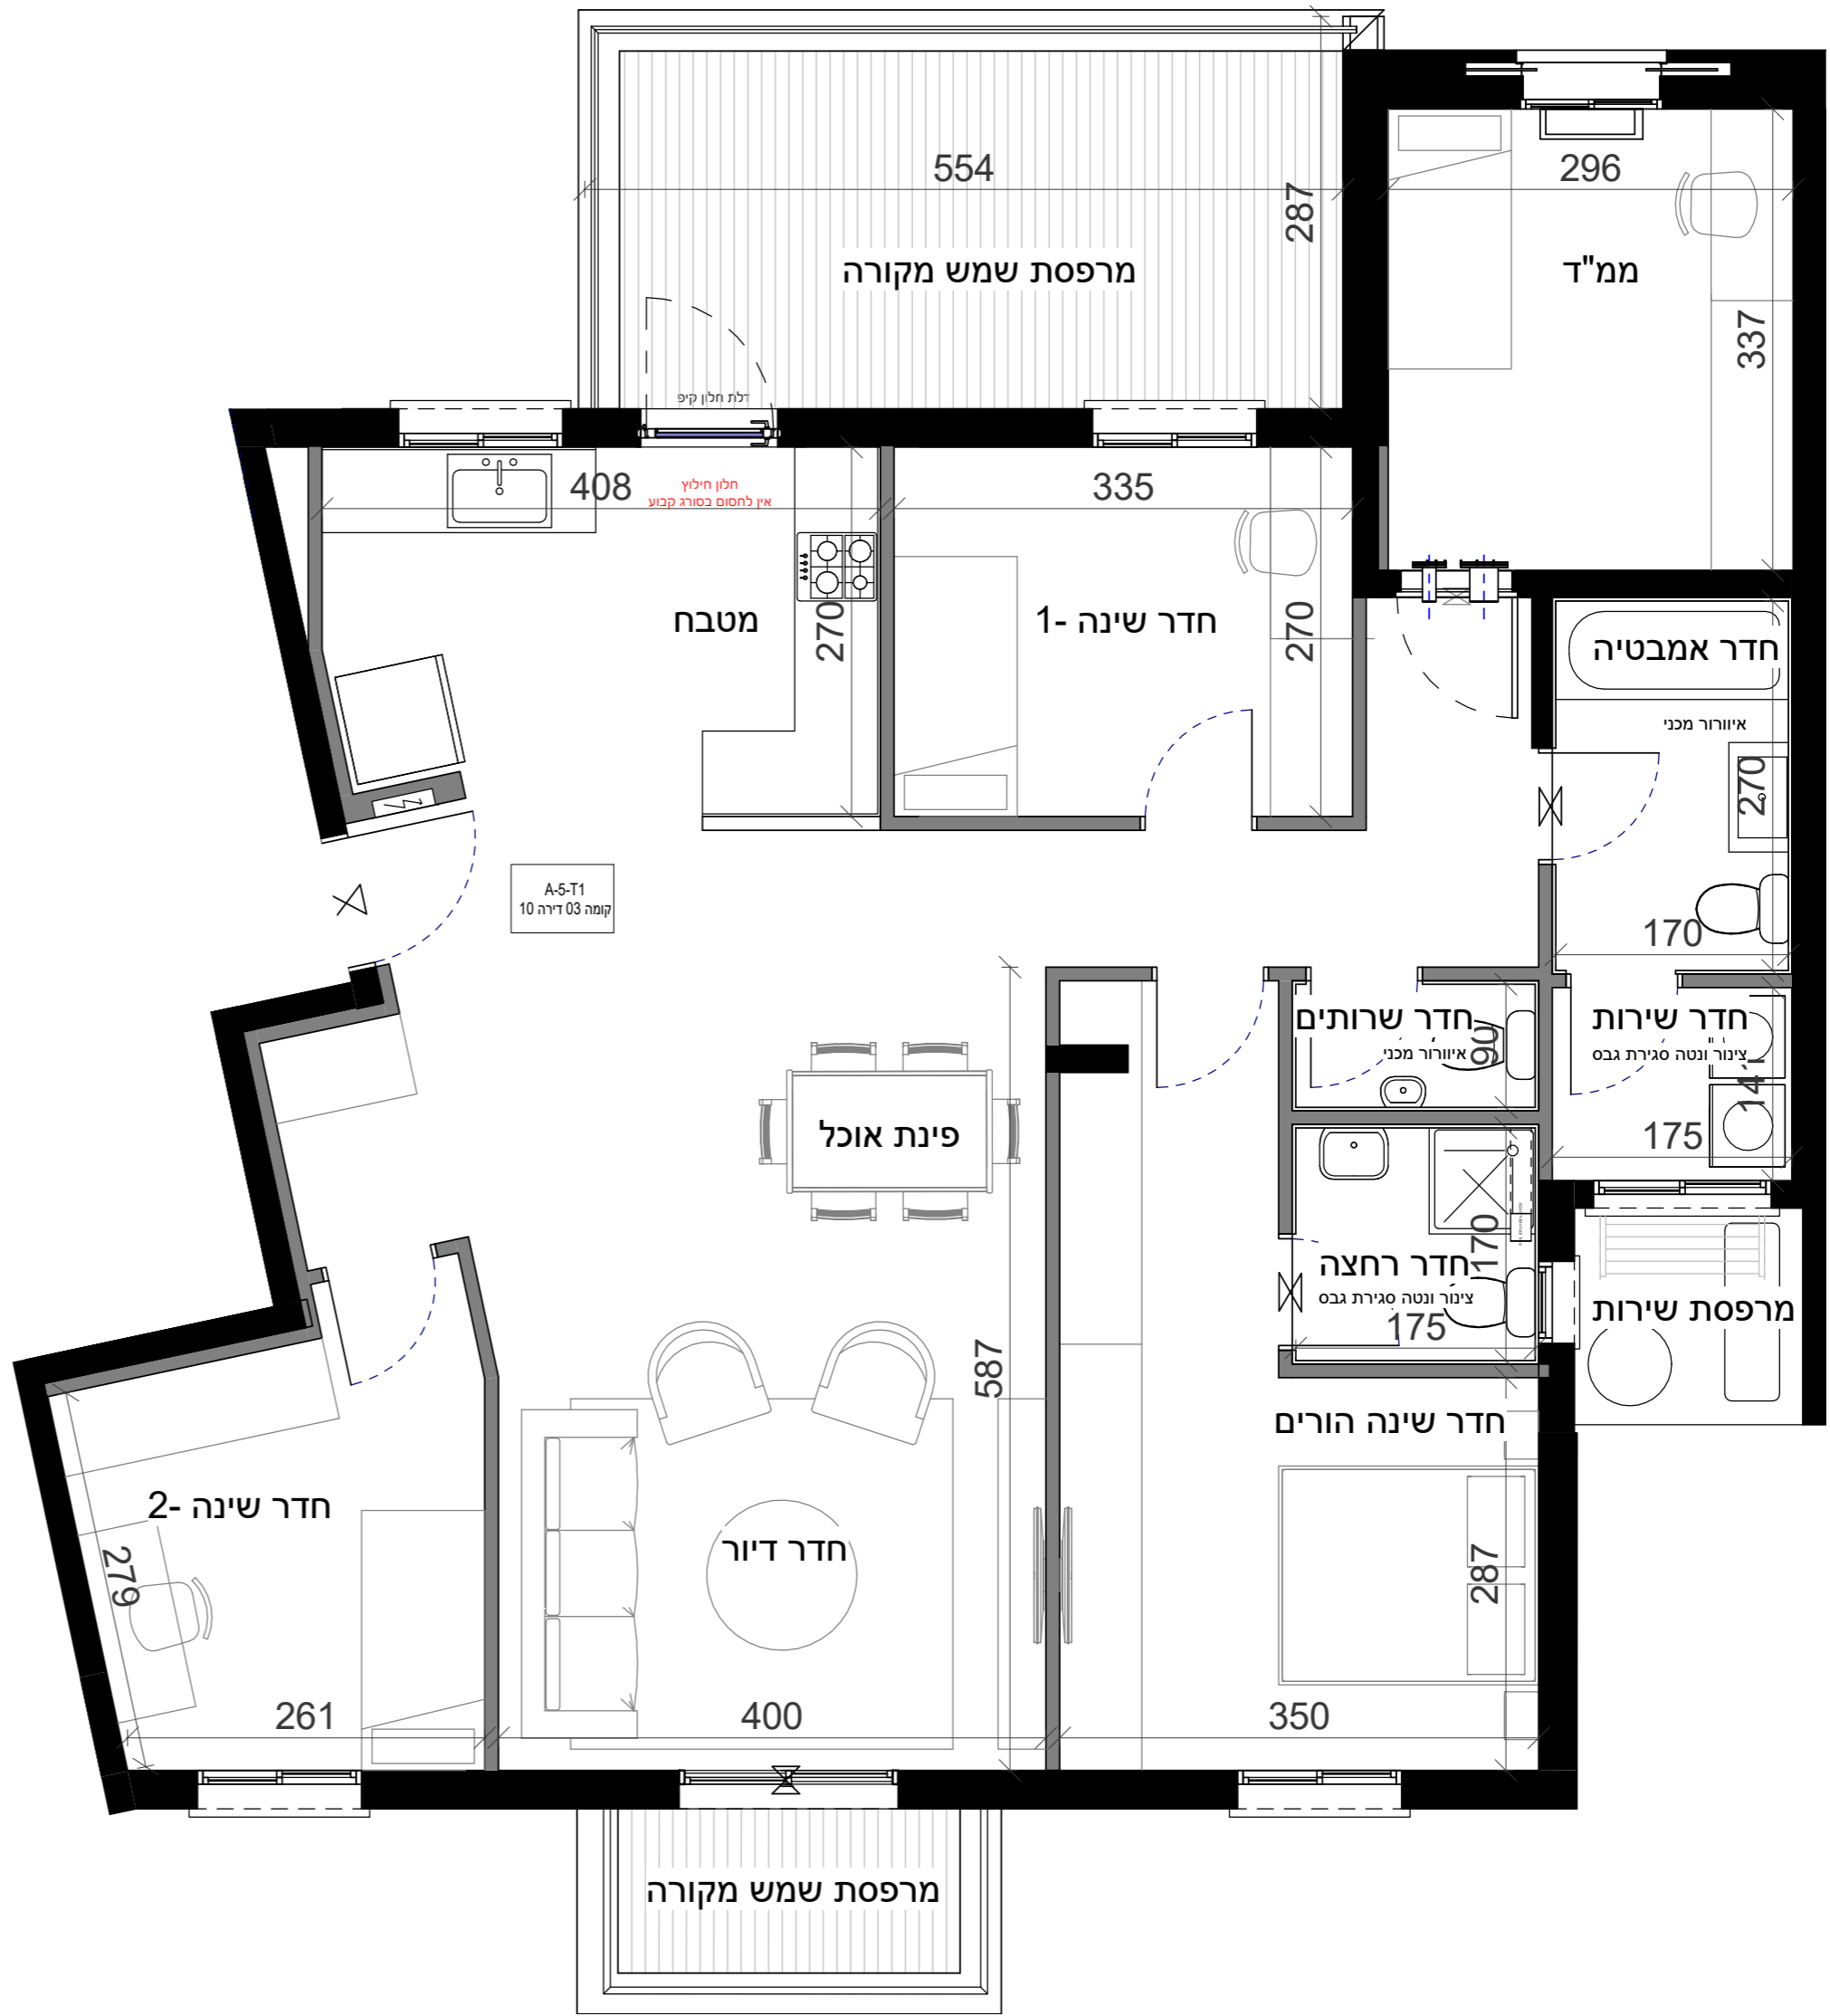 554
296
287
מרפסת שמש מקורה
ממ"ד
337
דלת חלון קיפ
408
חלון חילוץ
אין לחסום בסורג קבוע
335
מטבח
270
חדר שינה -1
270
חדר אמבטיה
איוורור מכני
270
A-5-T1
קומה 03 דירה 10
170
חדר שרותים
איוורור מכני
90
חדר שירות
צינור ונטה סגירת גבס
141
175
פינת אוכל
170
חדר רחצה
צינור ונטה סגירת גבס
175
מרפסת שירות
587
חדר שינה הורים
חדר שינה -2
279
חדר דיור
287
261
400
350
מרפסת שמש מקורה